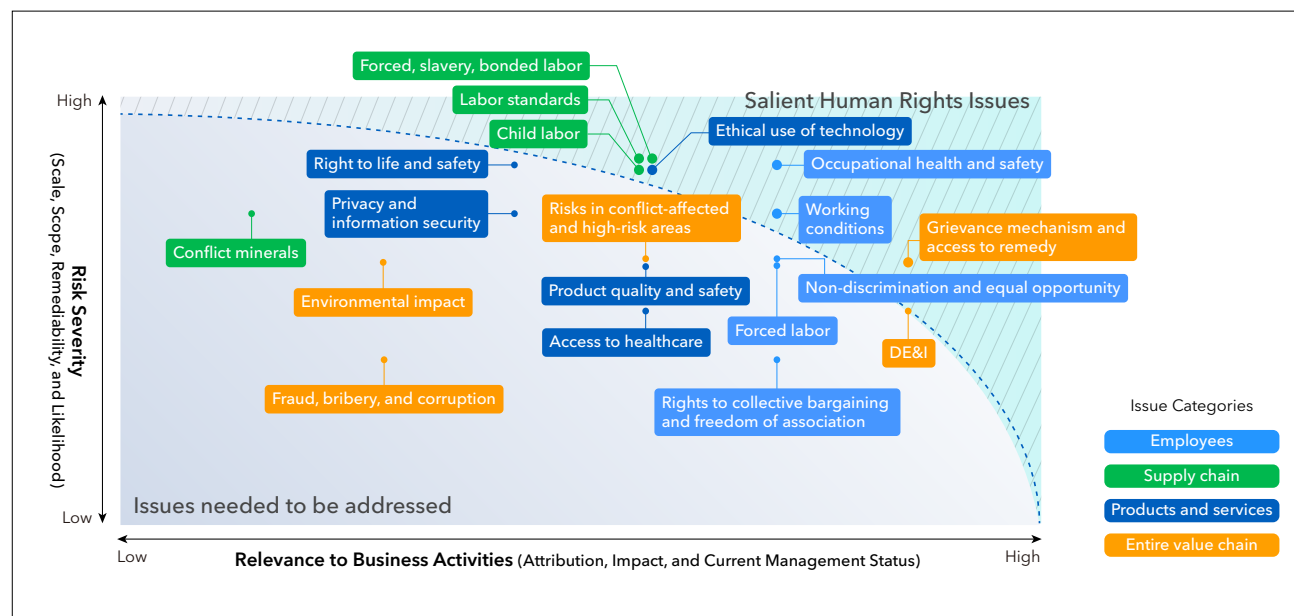 Forced, slavery, bonded labor
High
Salient Human Rights Issues
Labor standards
Ethical use of technology
Child labor
Right to life and safety
Occupational health and safety
Privacy and
information security
Risks in conflict-affected
and high-risk areas
Working
conditions
Grievance mechanism and
access to remedy
Conflict minerals
Environmental impact
Product quality and safety
Non-discrimination and equal opportunity
Forced labor
Access to healthcare
DE&I
Fraud, bribery, and corruption
Rights to collective bargaining
and freedom of association
Risk Severity
(Scale, Scope, Remediability, and Likelihood)
Issues needed to be addressed
Low
Low
Relevance to Business Activities (Attribution, Impact, and Current Management Status)
High
Issue Categories
Employees
Supply chain
Products and services
Entire value chain